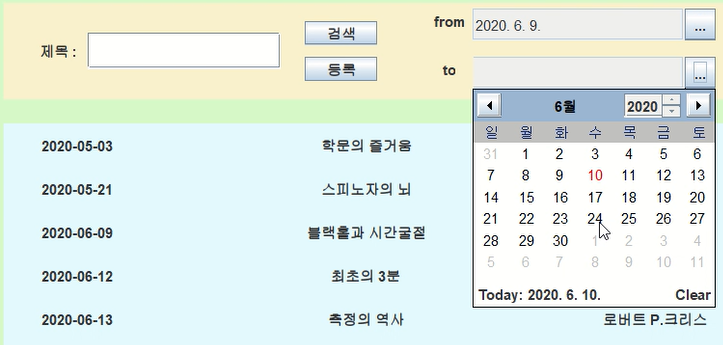 제목 :
검색
등록
from 2020. 6. 9. ...
to ...
6월 2020
일 월 화 수 목 금 토
31 1 2 3 4 5 6
7 8 9 10 11 12 13
14 15 16 17 18 19 20
21 22 23 24 25 26 27
28 29 30 1 2 3 4
5 6 7 8 9 10 11
Today: 2020. 6. 10. Clear
2020-05-03 학문의 즐거움
2020-05-21 스피노자의 뇌
2020-06-09 블랙홀과 시간굴절
2020-06-12 최초의 3분
2020-06-13 측정의 역사 로버트 P.크리스